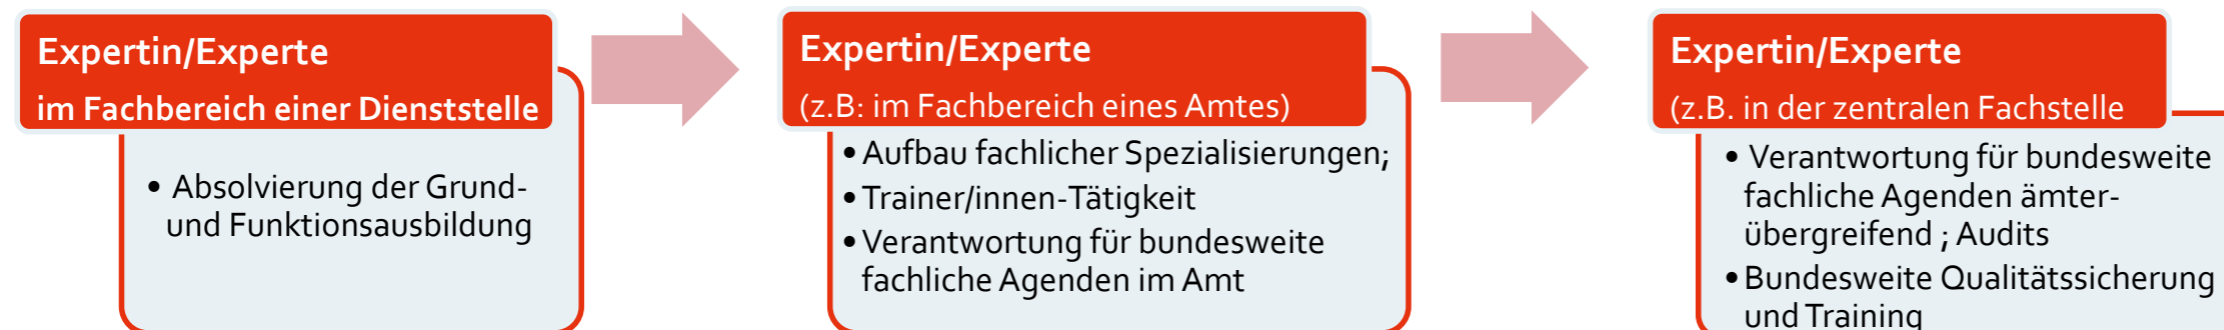 Expertin/Experte
im Fachbereich einer Dienststelle
• Absolvierung der Grund-
und Funktionsausbildung
Expertin/Experte
(z.B: im Fachbereich eines Amtes)
• Aufbau fachlicher Spezialisierungen;
• Trainer/innen-Tätigkeit
• Verantwortung für bundesweite
fachliche Agenden im Amt
Expertin/Experte
(z.B. in der zentralen Fachstelle
• Verantwortung für bundesweite
fachliche Agenden ämter-
übergreifend ; Audits
• Bundesweite Qualitätssicherung
und Training